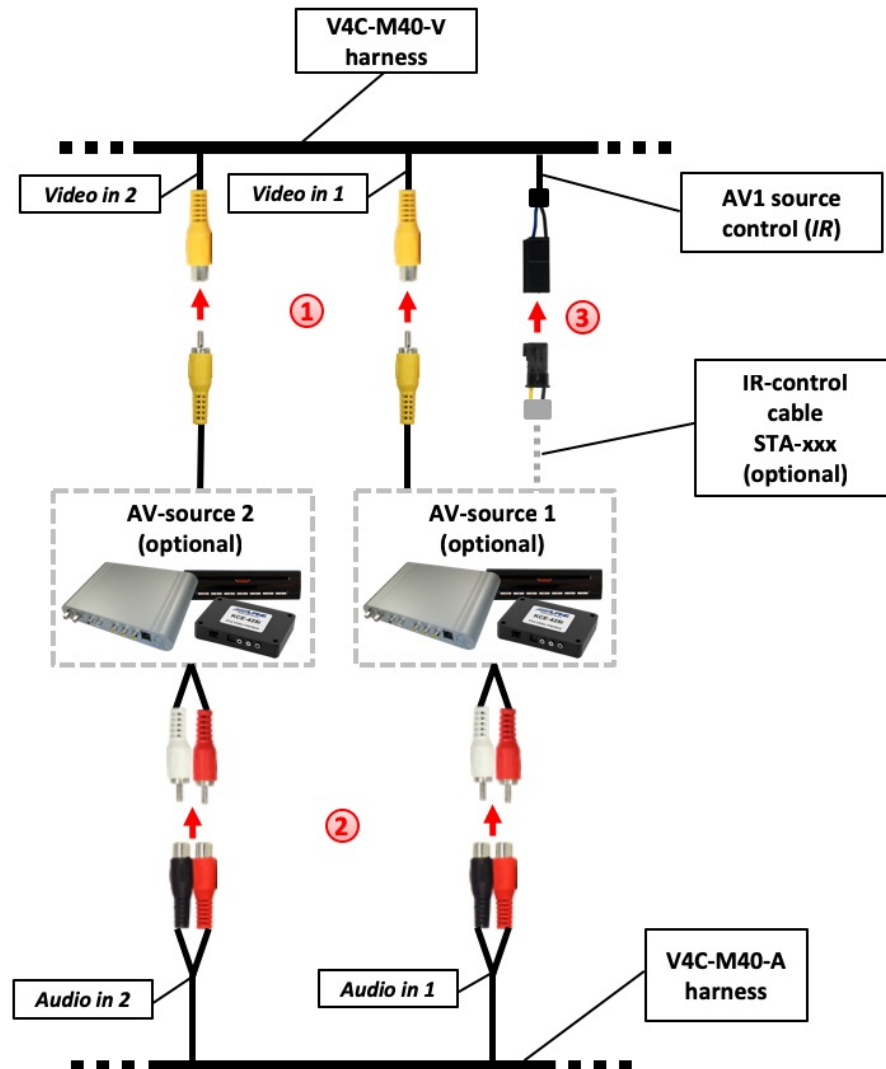 V4C-M40-V
harness
Video in 2
Video in 1
AV1 source
control (IR)
1
3
IR-control
cable
STA-xxx
(optional)
AV-source 2
(optional)
AV-source 1
(optional)
KCE-425i
KCE-425i
2
Audio in 2
Audio in 1
V4C-M40-A
harness